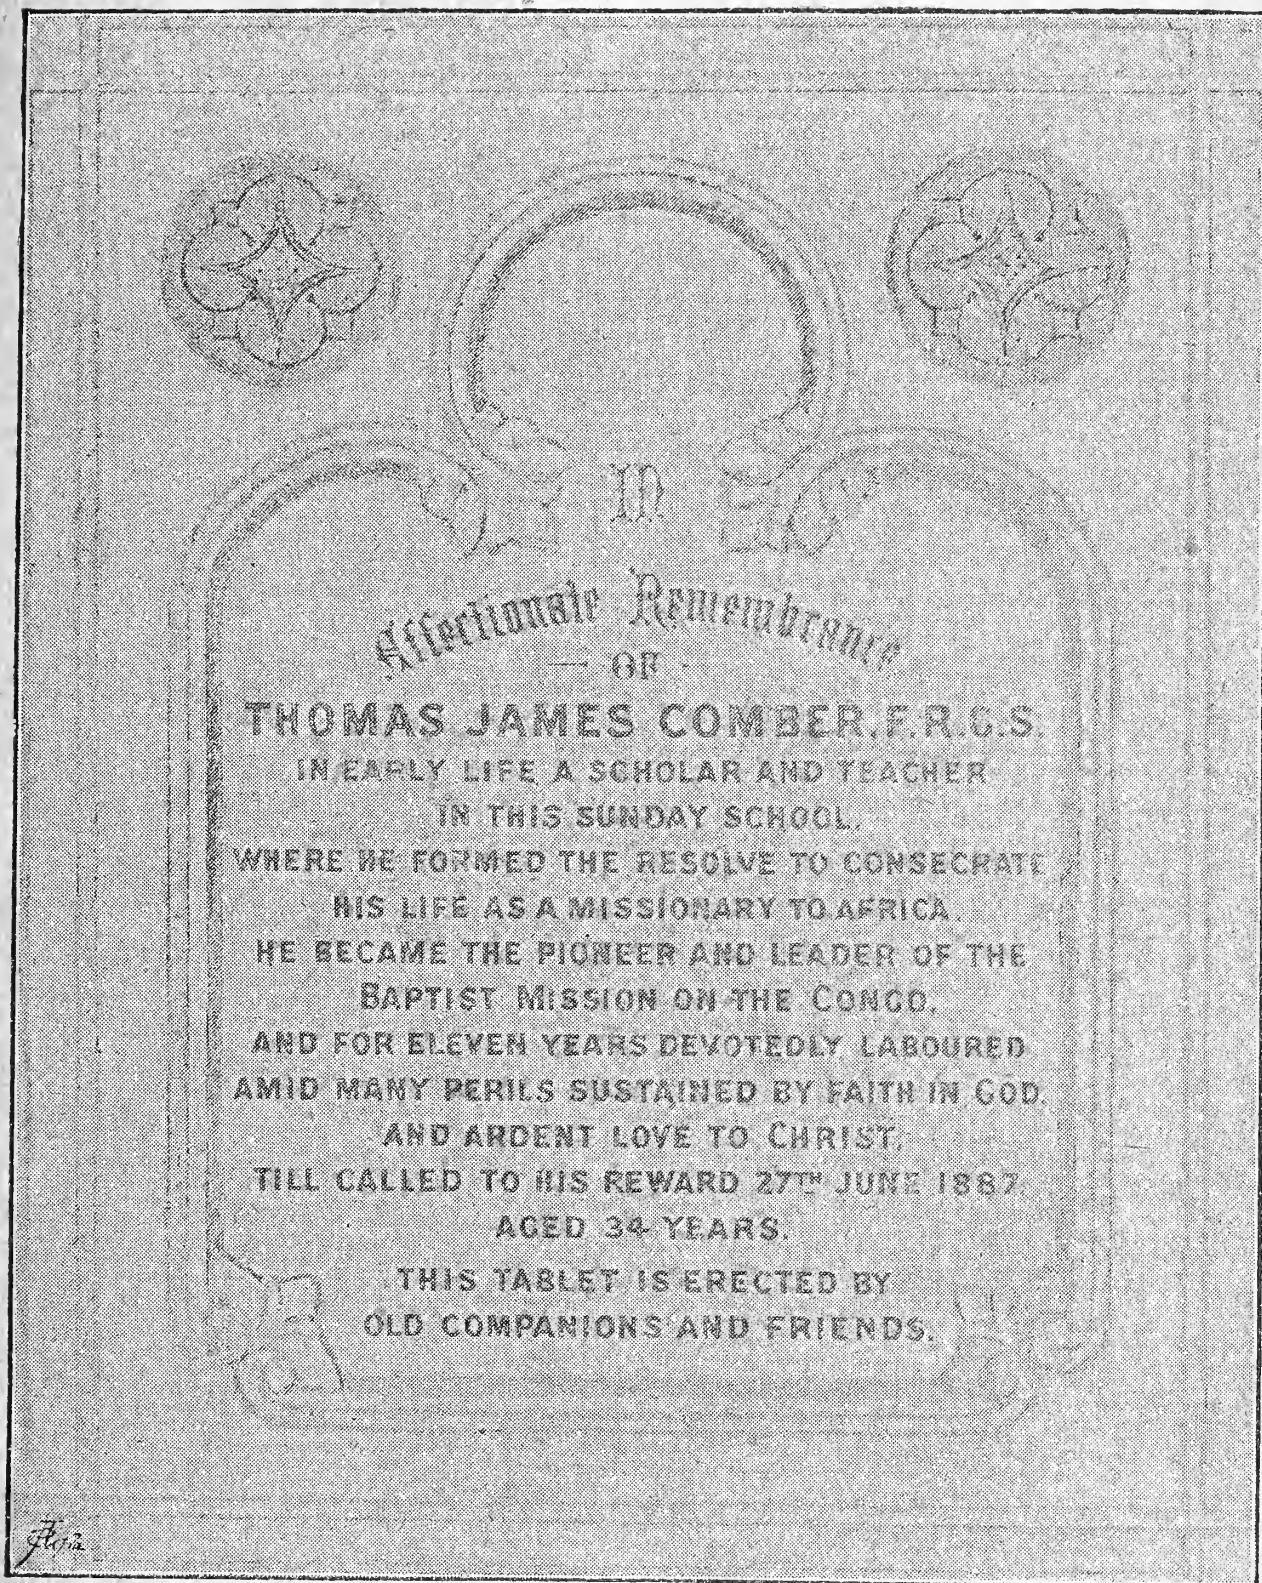 IN
Affectionate Remembrance
— OF -
THOMAS JAMES COMBER, F.R.G.S.
IN EARLY LIFE A SCHOLAR AND TEACHER
IN THIS SUNDAY SCHOOL.
WHERE HE FORMED THE RESOLVE TO CONSECRATE
HIS LIFE AS A MISSIONARY TO AFRICA.
HE BECAME THE PIONEER AND LEADER OF THE
BAPTIST MISSION ON THE CONGO,
AND FOR ELEVEN YEARS DEVOTEDLY LABOURED
AMID MANY PERILS SUSTAINED BY FAITH IN GOD,
AND ARDENT LOVE TO CHRIST,
TILL CALLED TO HIS REWARD 27TH JUNE 1887.
AGED 34 YEARS.
THIS TABLET IS ERECTED BY
OLD COMPANIONS AND FRIENDS.